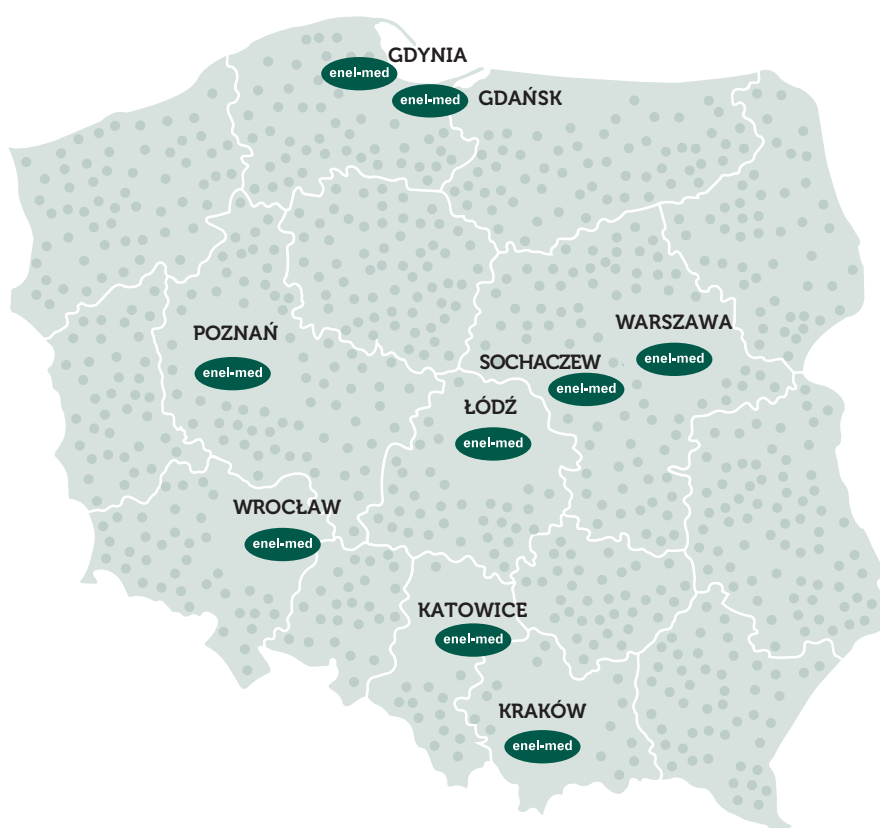 GDYNIA
enel-med
enel-med
GDAŃSK
WARSZAWA
enel-med
POZNAŃ
enel-med
SOCHACZEW
enel-med
ŁÓDŹ
enel-med
WROCŁAW
enel-med
KATOWICE
enel-med
KRAKÓW
enel-med